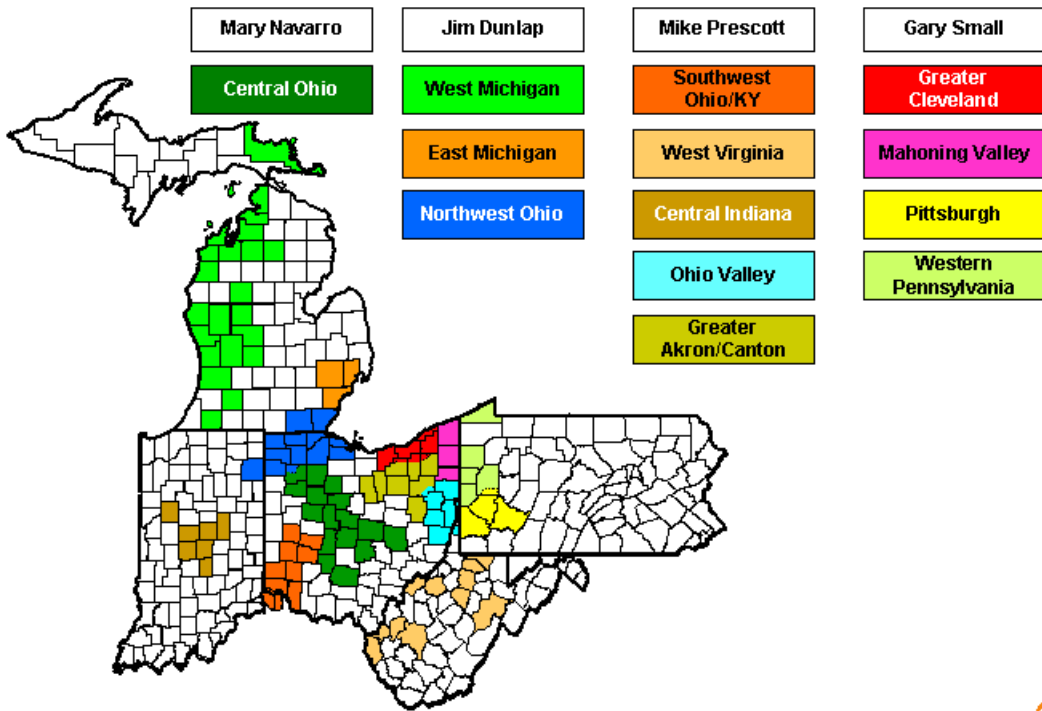 Mary Navarro
Jim Dunlap
Mike Prescott
Gary Small
Central Ohio
West Michigan
Southwest
Ohio/KY
Greater
Cleveland
East Michigan
West Virginia
Mahoning Valley
Northwest Ohio
Central Indiana
Pittsburgh
Ohio Valley
Western
Pennsylvania
Greater
Akron/Canton